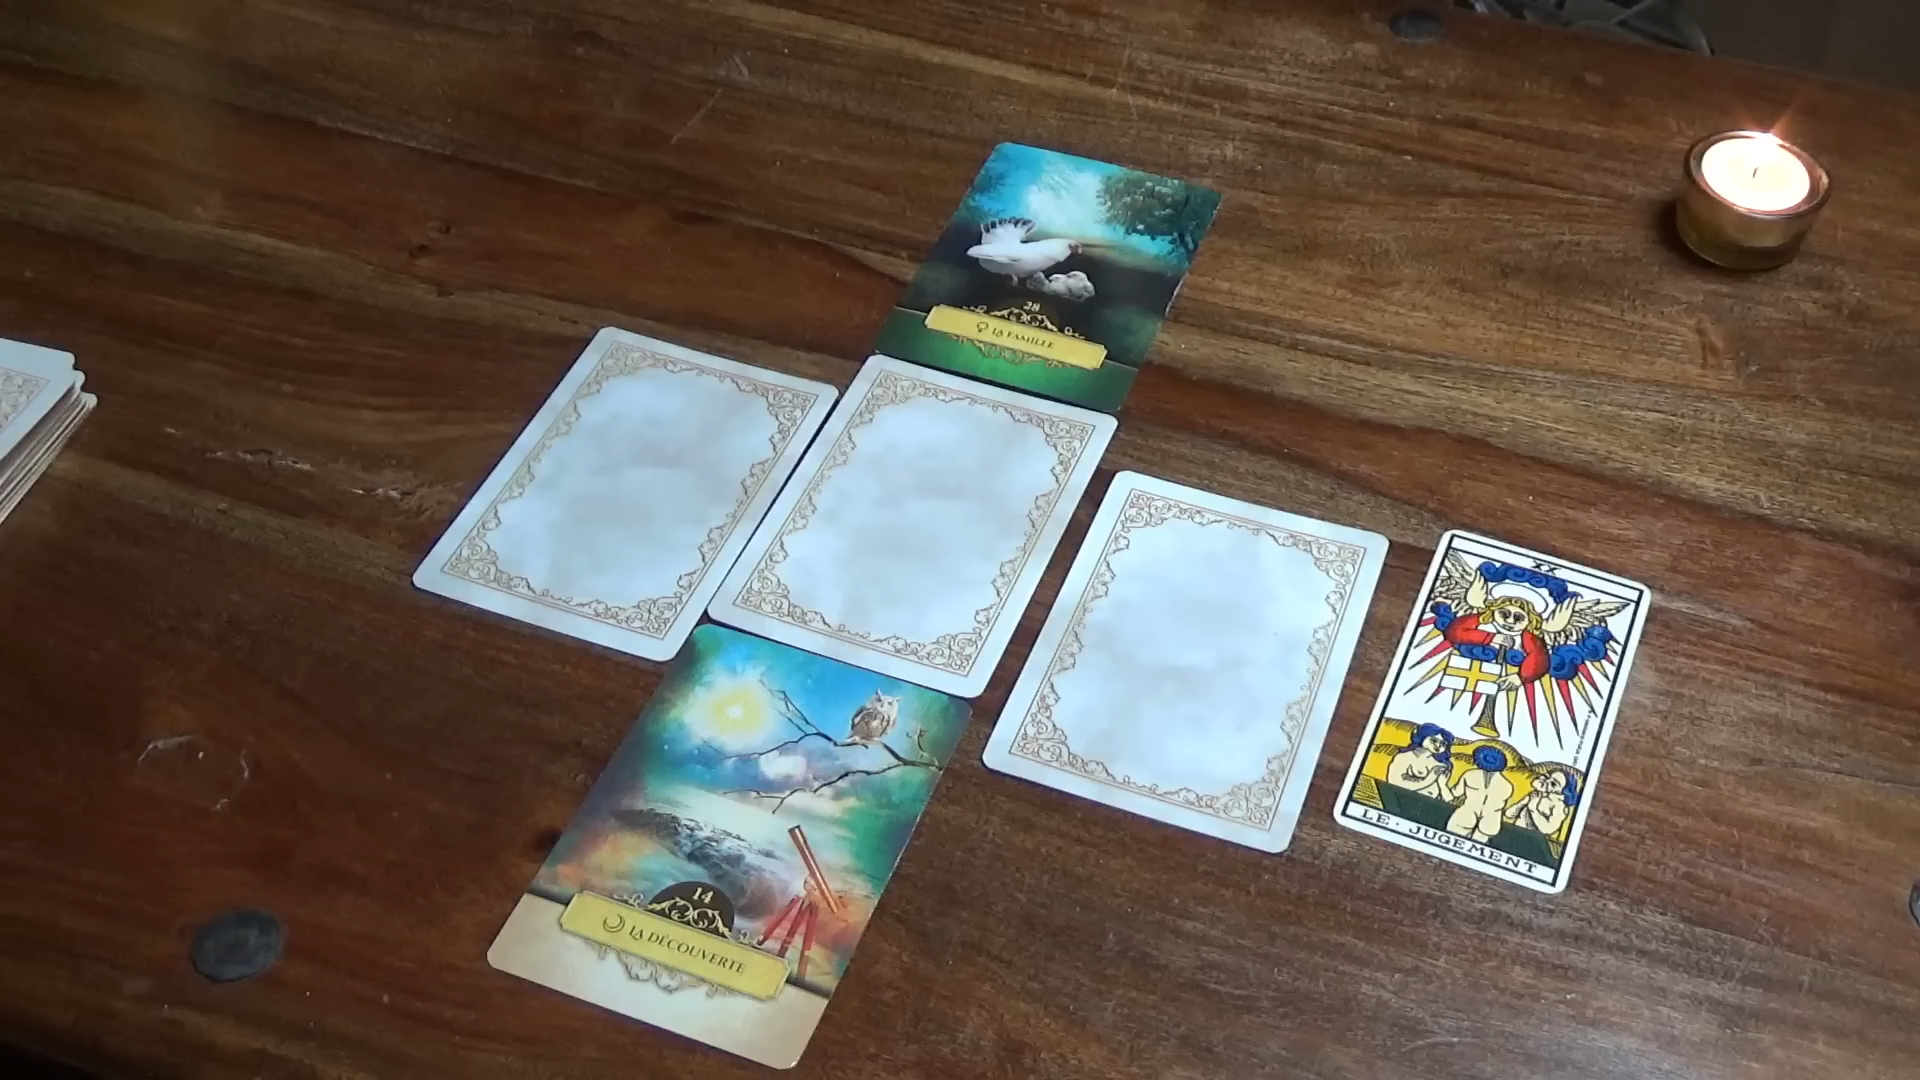 28
♀ LA FAMILLE
XX
LE · JUGEMENT
14
☾ LA DÉCOUVERTE